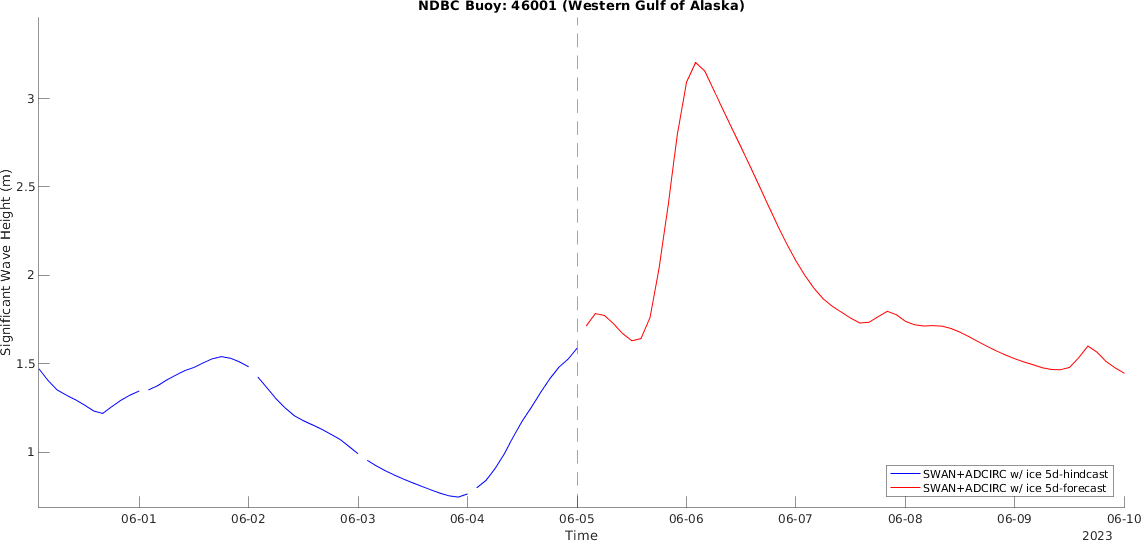 NDBC Buoy: 46001 (Western Gulf of Alaska)
Significant Wave Height (m)
3
2.5
2
1.5
1
SWAN+ADCIRC w/ ice 5d-hindcast
SWAN+ADCIRC w/ ice 5d-forecast
06-01 06-02 06-03 06-04 06-05 06-06 06-07 06-08 06-09 06-10
Time
2023